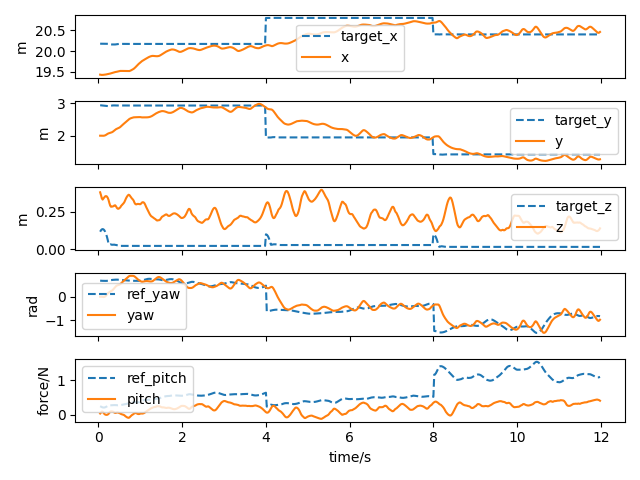 20.5
20.0
19.5
m
target_x
x
3
2
m
target_y
y
0.25
0.00
m
target_z
z
0
−1
rad
ref_yaw
yaw
1
0
force/N
ref_pitch
pitch
0 2 4 6 8 10 12
time/s